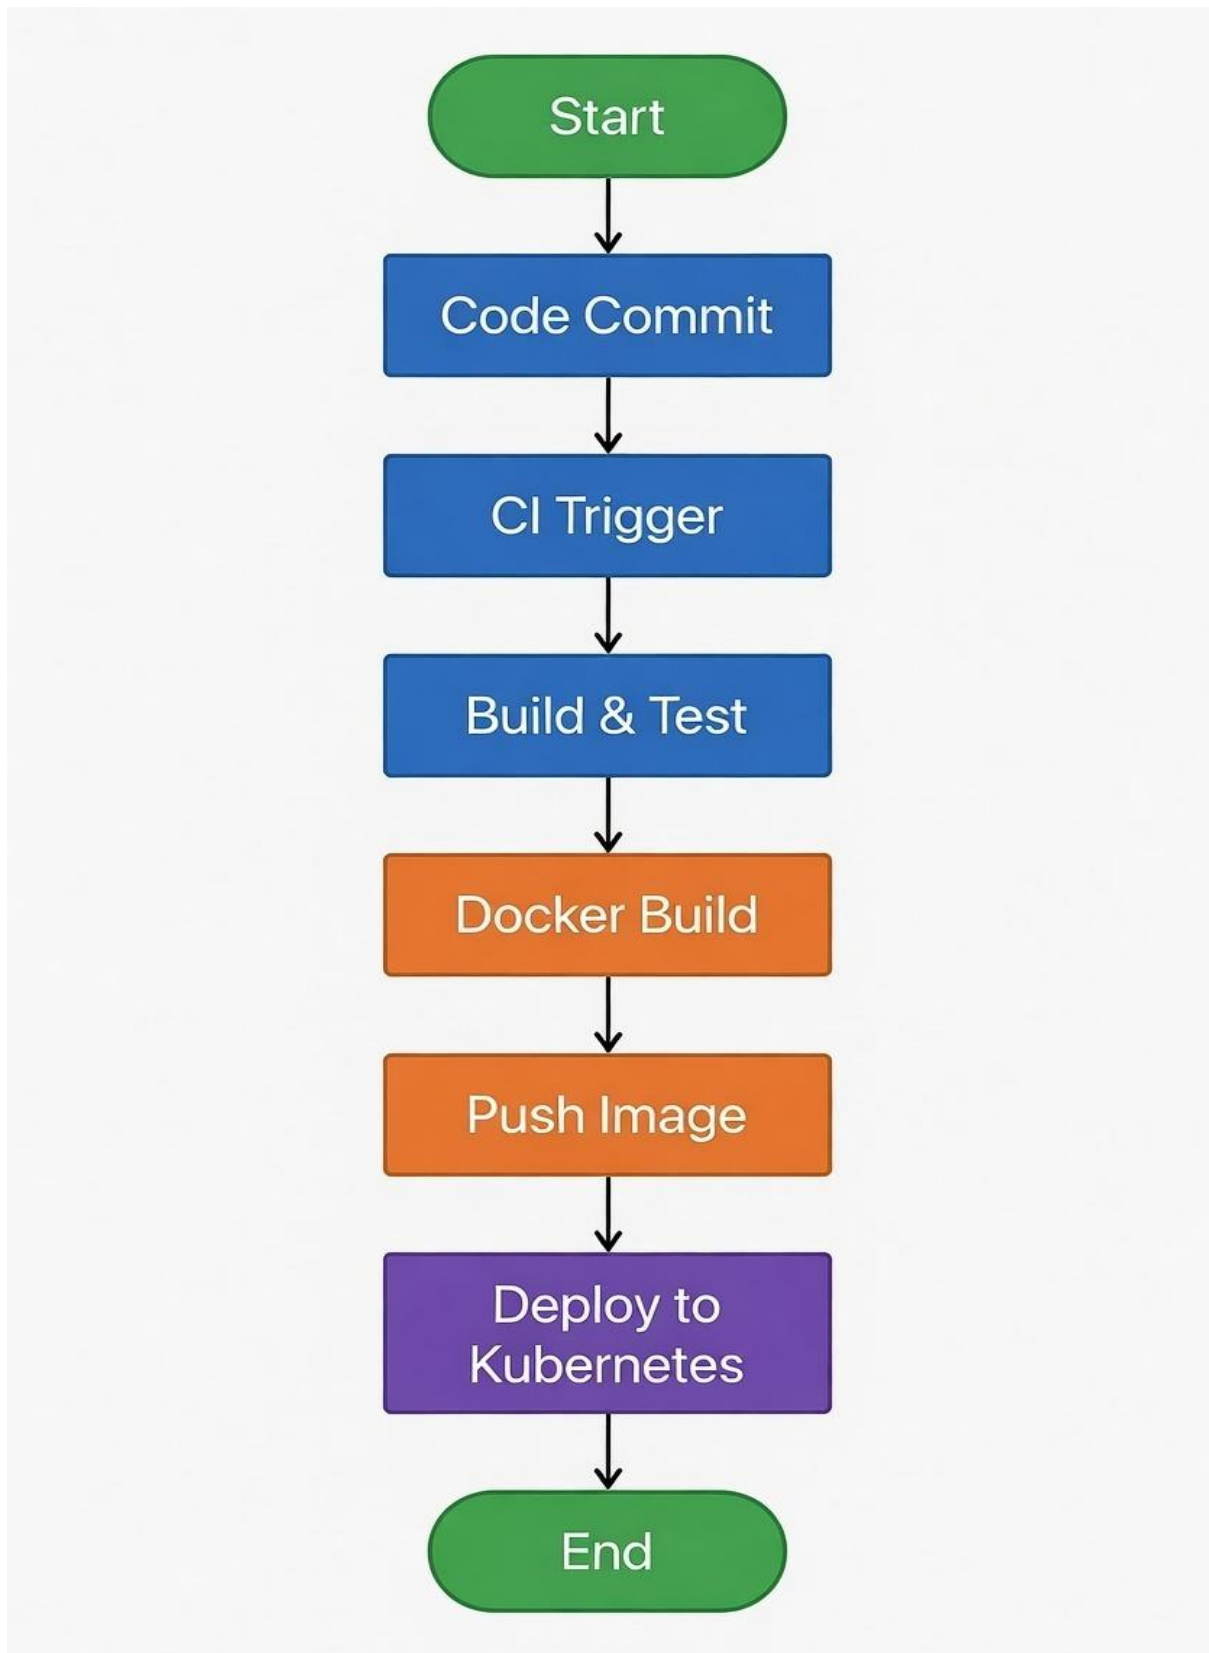 Start
Code Commit
CI Trigger
Build & Test
Docker Build
Push Image
Deploy to
Kubernetes
End